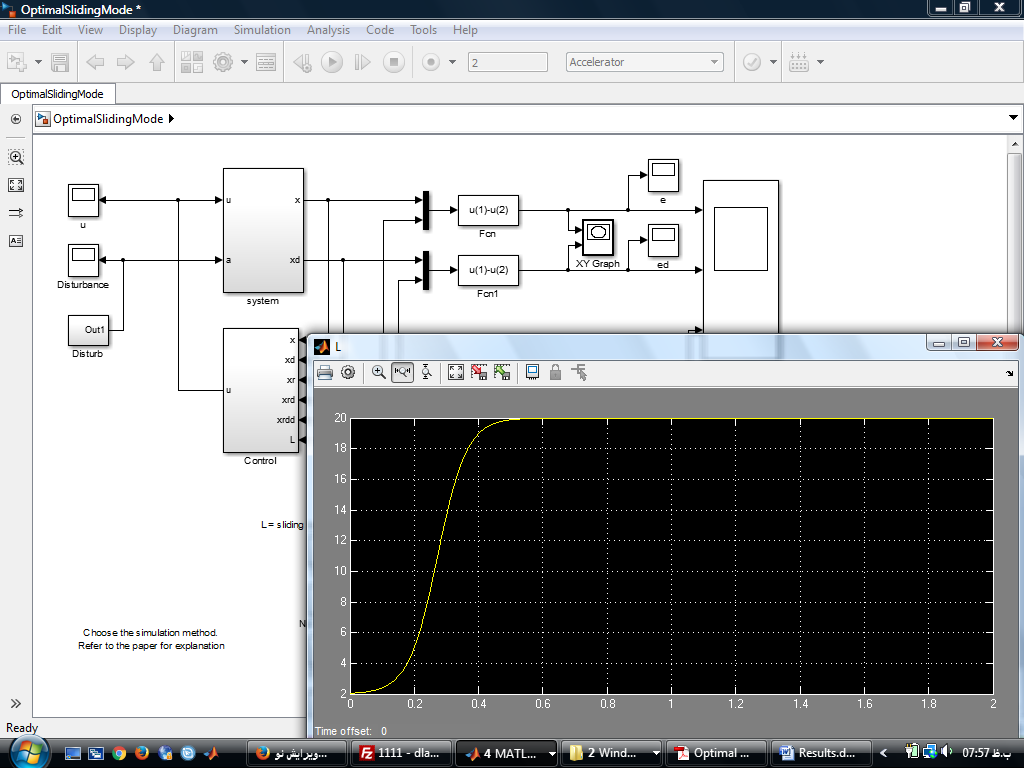 OptimalSlidingMode *
File Edit View Display Diagram Simulation Analysis Code Tools Help
2 Accelerator
OptimalSlidingMode
OptimalSlidingMode
u
Disturbance
Out1
Disturb
u
a
x
xd
system
u
x
xd
xr
xrd
xrdd
L
Control
u(1)-u(2)
Fcn
u(1)-u(2)
Fcn1
XY Graph
e
ed
L = sliding
N
Choose the simulation method.
Refer to the paper for explanation
L
20
18
16
14
12
10
8
6
4
2
0 0.2 0.4 0.6 0.8 1 1.2 1.4 1.6 1.8 2
Time offset: 0
Ready
ویرایش نو...
1111 - dla...
4 MATL...
2 Wind...
Optimal ...
Results.d...
07:57 ب.ظ